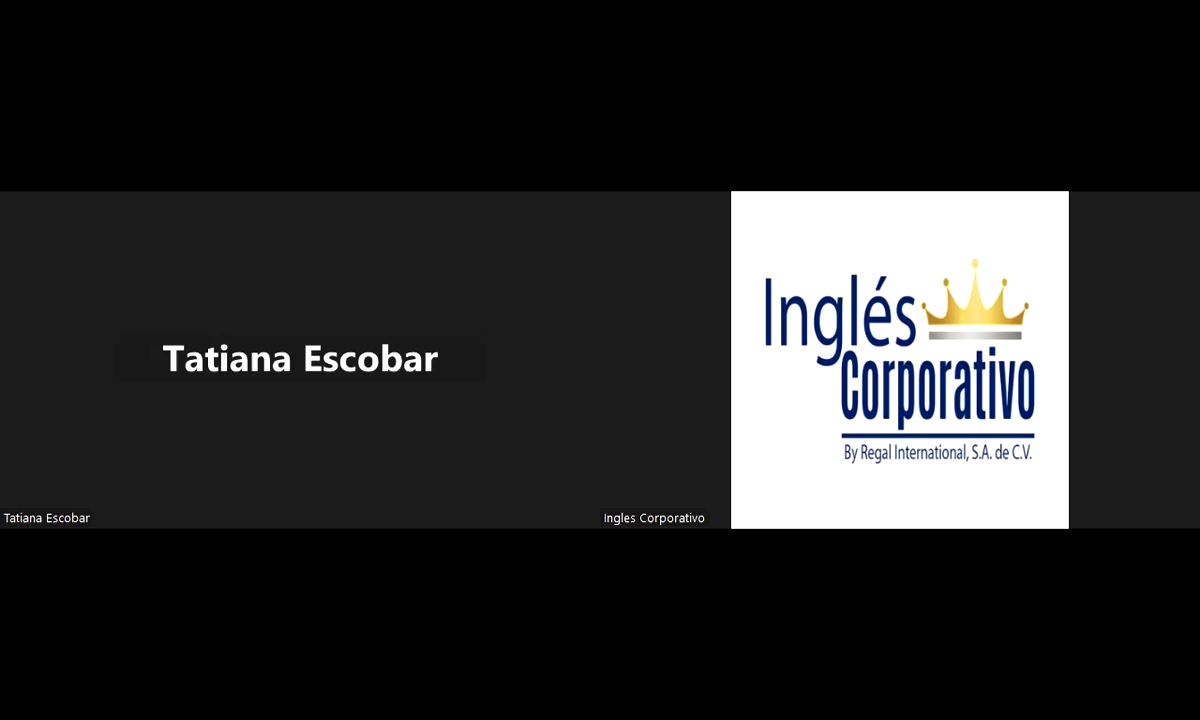 Tatiana Escobar
Tatiana Escobar
Inglés
Corporativo
By Regal International, S.A. de C.V.
Ingles Corporativo